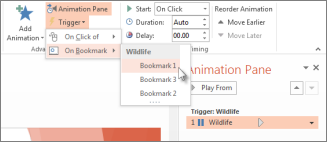 Animation Pane
Trigger
Add
Animation
On Click of
On Bookmark
Wildlife
Bookmark 1
Bookmark 3
Bookmark 2
Start: On Click
Duration: Auto
Delay: 00.00
Reorder Animation
Move Earlier
Move Later
Animation Pane
Play From
Trigger: Wildlife
1 Wildlife